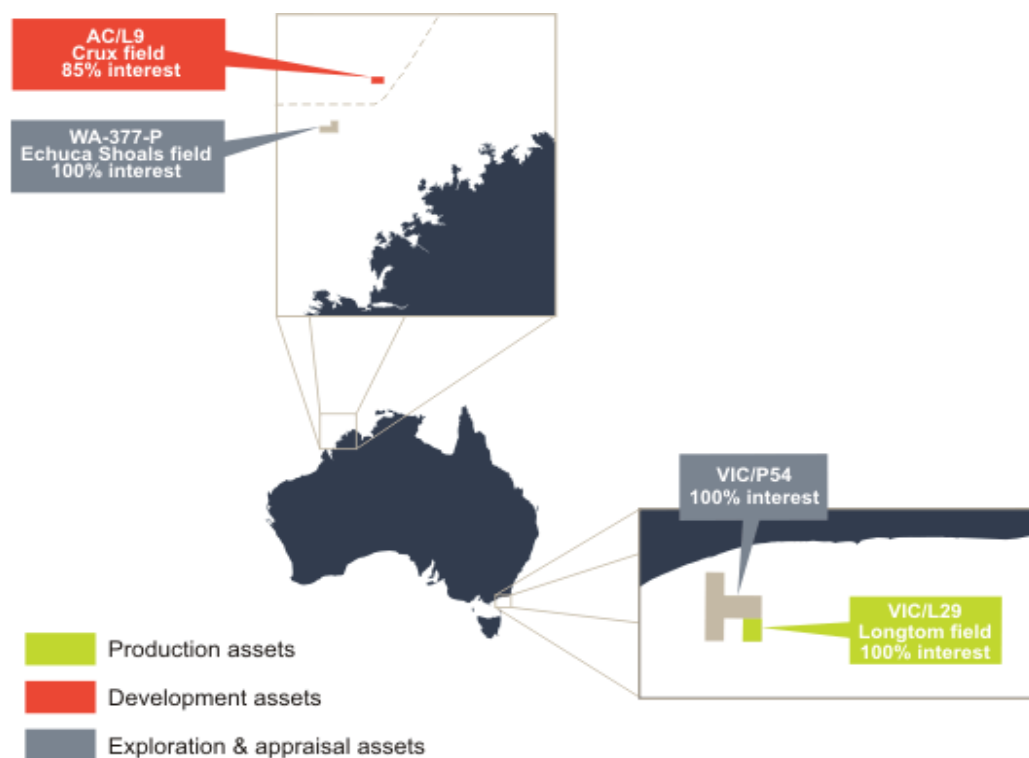 AC/L9
Crux field
85% interest
WA-377-P
Echuca Shoals field
100% interest
VIC/P54
100% interest
VIC/L29
Longtom field
100% interest
Production assets
Development assets
Exploration & appraisal assets